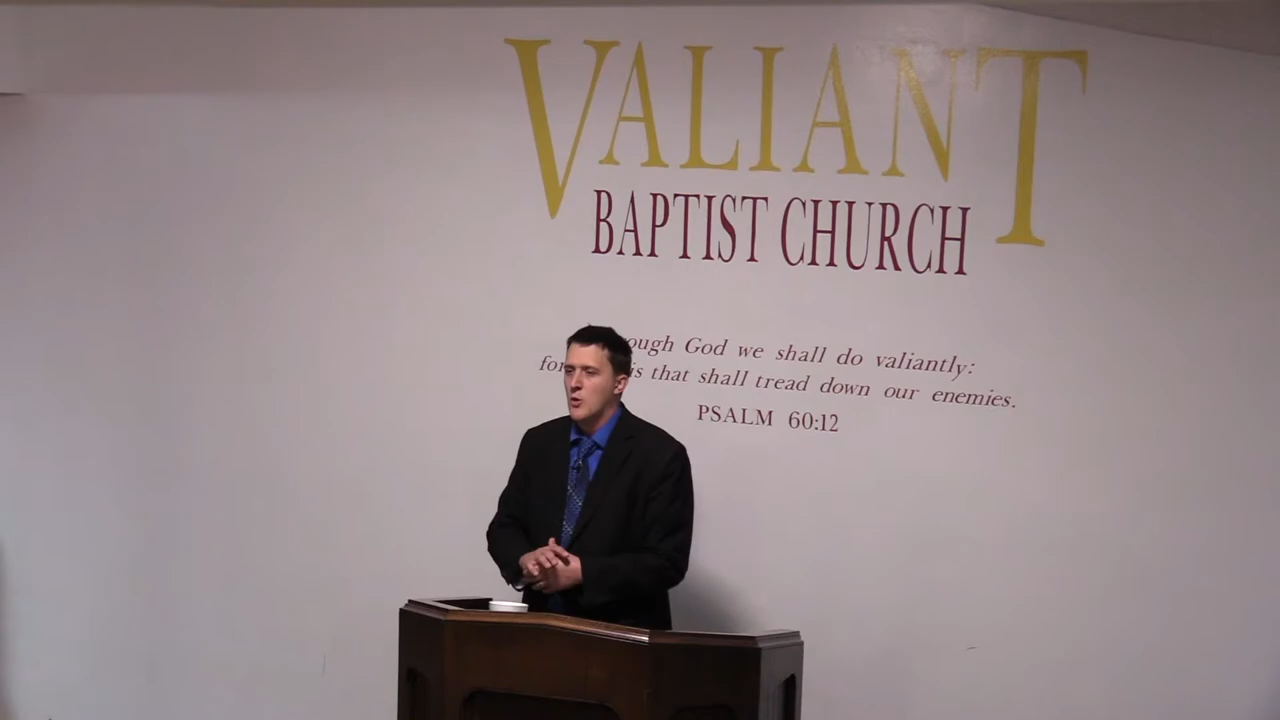 VALIANT
BAPTIST CHURCH
ough God we shall do valiantly:
for is that shall tread down our enemies.
PSALM 60:12